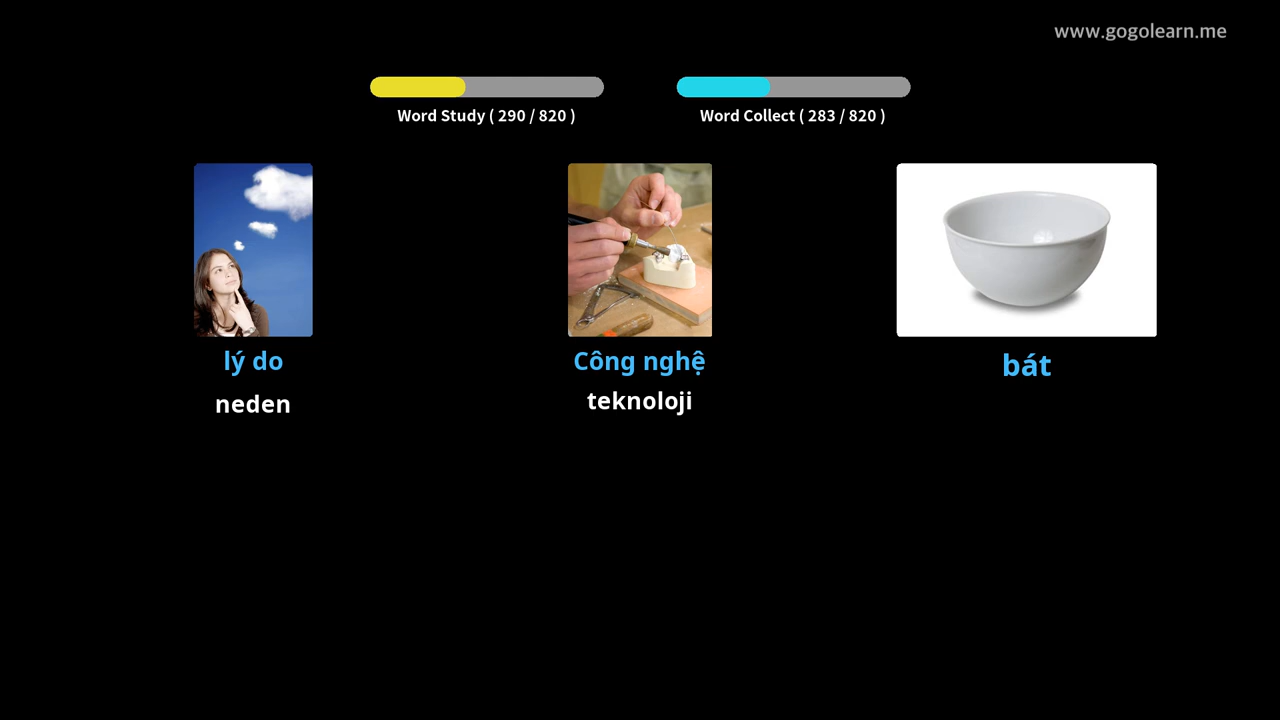 www.gogolearn.me
Word Study ( 290 / 820 )
Word Collect ( 283 / 820 )
lý do
neden
Công nghệ
teknoloji
bát